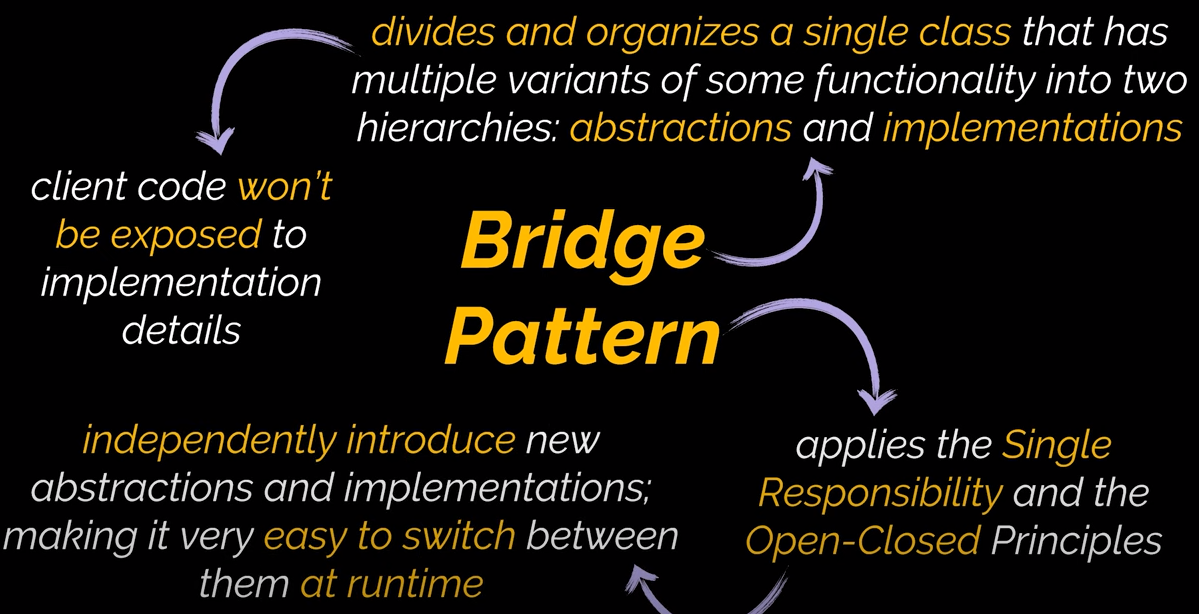 divides and organizes a single class that has
multiple variants of some functionality into two
hierarchies: abstractions and implementations
client code won't
be exposed to
implementation
details
Bridge
Pattern
independently introduce new
abstractions and implementations;
making it very easy to switch between
them at runtime
applies the Single
Responsibility and the
Open-Closed Principles